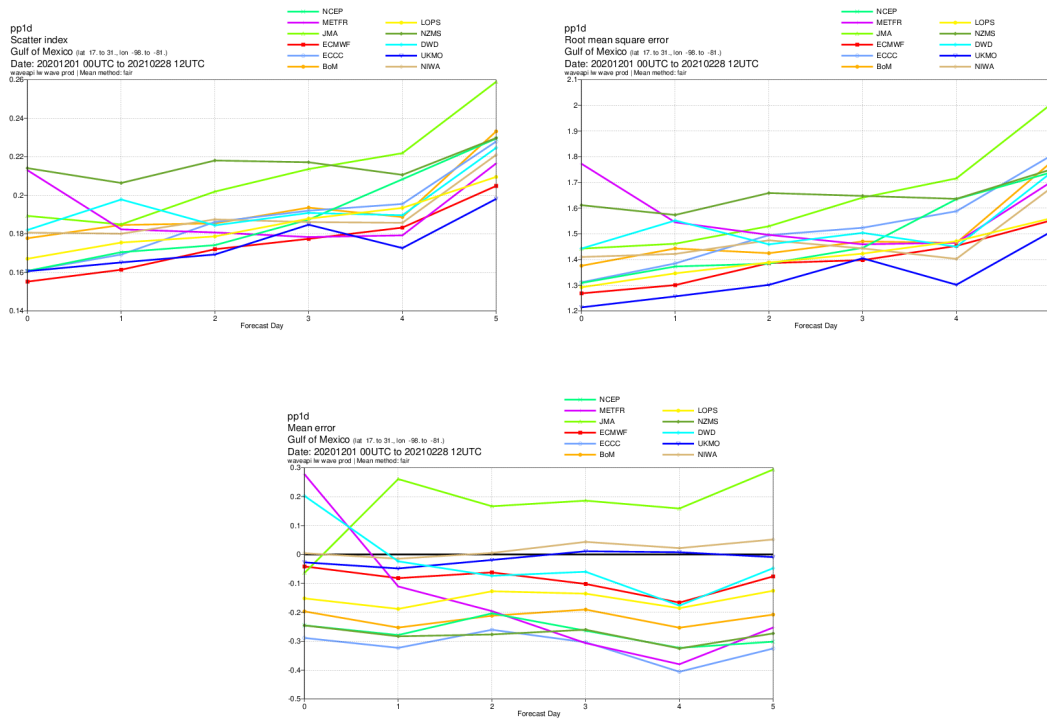 pp1d
Scatter index
Gulf of Mexico (lat 17. to 31., lon -98. to -81.)
Date: 20201201 00UTC to 20210228 12UTC
waveapi lw wave prod | Mean method: fair
NCEP
METFR
JMA
ECMWF
ECCC
BoM
LOPS
NZMS
DWD
UKMO
NIWA
0.26
0.24
0.22
0.2
0.18
0.16
0.14
0 1 2 3 4 5
Forecast Day
pp1d
Root mean square error
Gulf of Mexico (lat 17. to 31., lon -98. to -81.)
Date: 20201201 00UTC to 20210228 12UTC
waveapi lw wave prod | Mean method: fair
NCEP
METFR
JMA
ECMWF
ECCC
BoM
LOPS
NZMS
DWD
UKMO
NIWA
2.1
2
1.9
1.8
1.7
1.6
1.5
1.4
1.3
1.2
0 1 2 3 4
Forecast Day
pp1d
Mean error
Gulf of Mexico (lat 17. to 31., lon -98. to -81.)
Date: 20201201 00UTC to 20210228 12UTC
waveapi lw wave prod | Mean method: fair
NCEP
METFR
JMA
ECMWF
ECCC
BoM
LOPS
NZMS
DWD
UKMO
NIWA
0.3
0.2
0.1
0
-0.1
-0.2
-0.3
-0.4
-0.5
0 1 2 3 4 5
Forecast Day